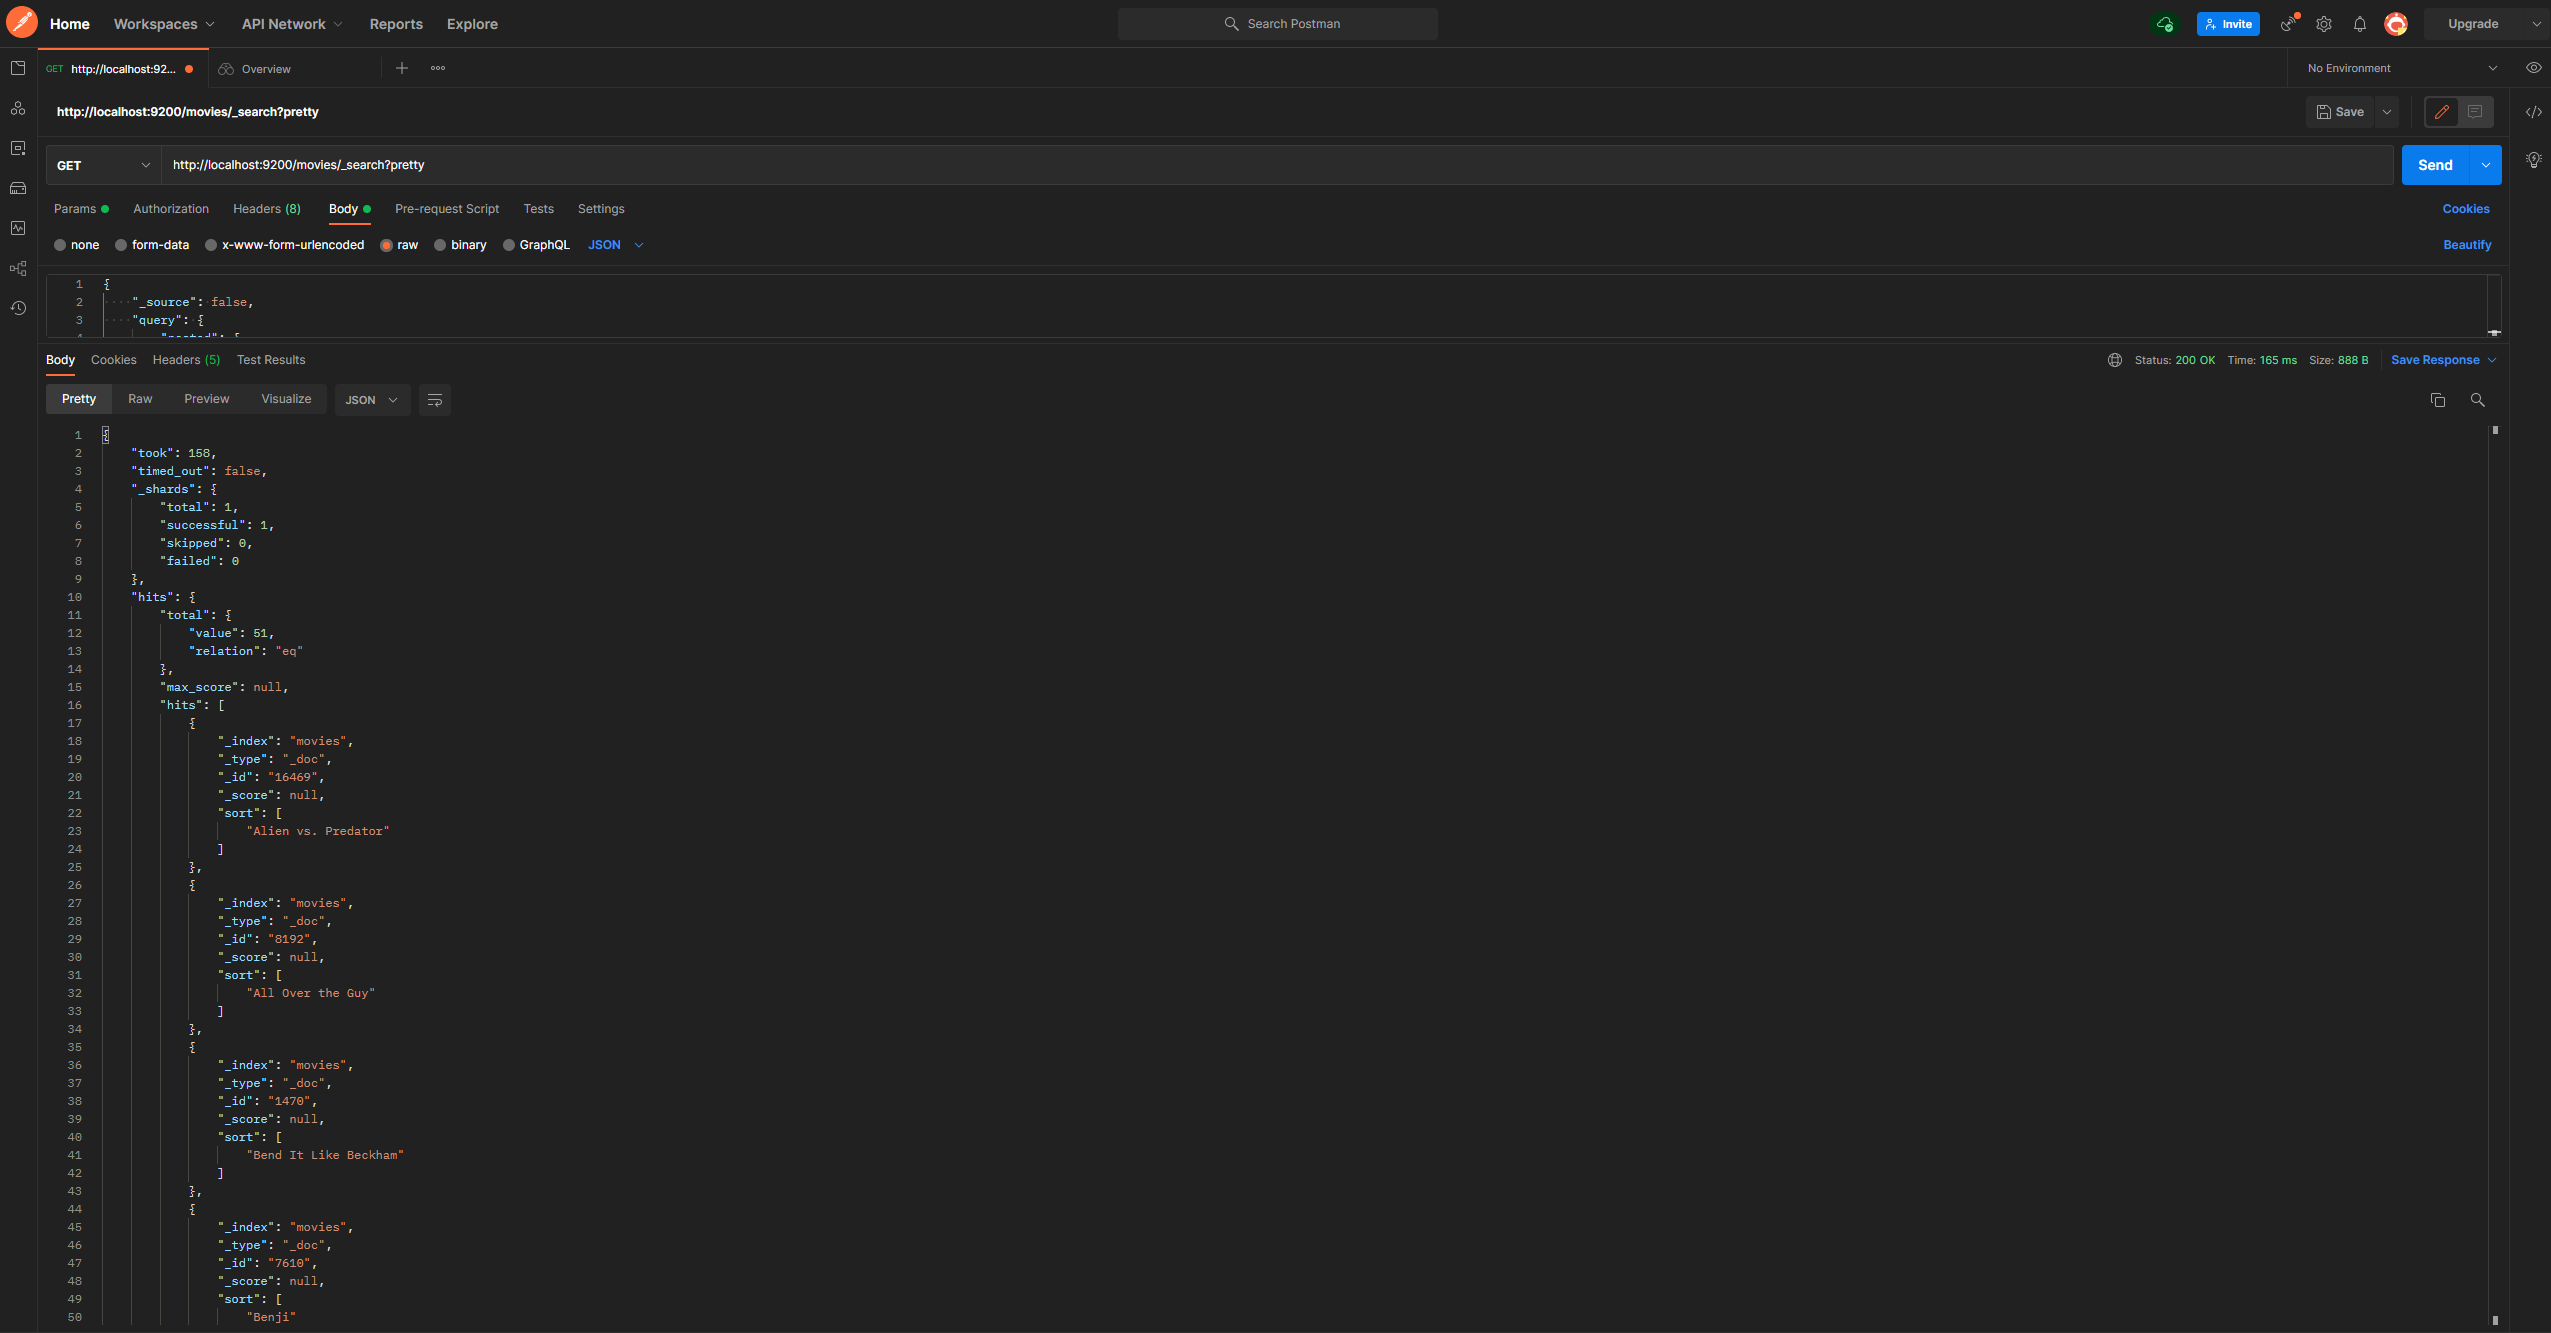 Home Workspaces API Network Reports Explore Search Postman Invite Upgrade
GET http://localhost:92... Overview No Environment
http://localhost:9200/movies/_search?pretty Save
GET http://localhost:9200/movies/_search?pretty Send
Params Authorization Headers (8) Body Pre-request Script Tests Settings Cookies
none form-data x-www-form-urlencoded raw binary GraphQL JSON Beautify
1 {
2 "_source": false,
3 "query": {
4 "nested": {
Body Cookies Headers (5) Test Results Status: 200 OK Time: 165 ms Size: 888 B Save Response
Pretty Raw Preview Visualize JSON
1 {
2 "took": 158,
3 "timed_out": false,
4 "_shards": {
5 "total": 1,
6 "successful": 1,
7 "skipped": 0,
8 "failed": 0
9 },
10 "hits": {
11 "total": {
12 "value": 51,
13 "relation": "eq"
14 },
15 "max_score": null,
16 "hits": [
17 {
18 "_index": "movies",
19 "_type": "_doc",
20 "_id": "16469",
21 "_score": null,
22 "sort": [
23 "Alien vs. Predator"
24 ]
25 },
26 {
27 "_index": "movies",
28 "_type": "_doc",
29 "_id": "8192",
30 "_score": null,
31 "sort": [
32 "All Over the Guy"
33 ]
34 },
35 {
36 "_index": "movies",
37 "_type": "_doc",
38 "_id": "1470",
39 "_score": null,
40 "sort": [
41 "Bend It Like Beckham"
42 ]
43 },
44 {
45 "_index": "movies",
46 "_type": "_doc",
47 "_id": "7610",
48 "_score": null,
49 "sort": [
50 "Benji"